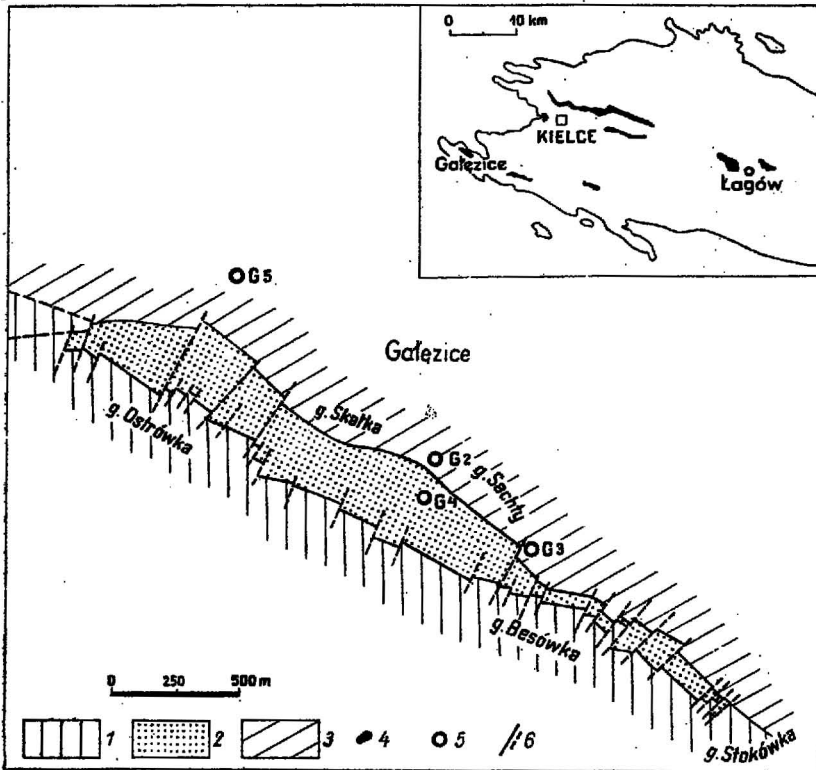 0 10 km
KIELCE
Gałęzice
Łagów
G5
Gałęzice
g. Skałka
g. Ostrówka
G2
g. Sachty
G4
G3
g. Besówka
0 250 500 m
1 2 3 4 5 6
g. Stokówka